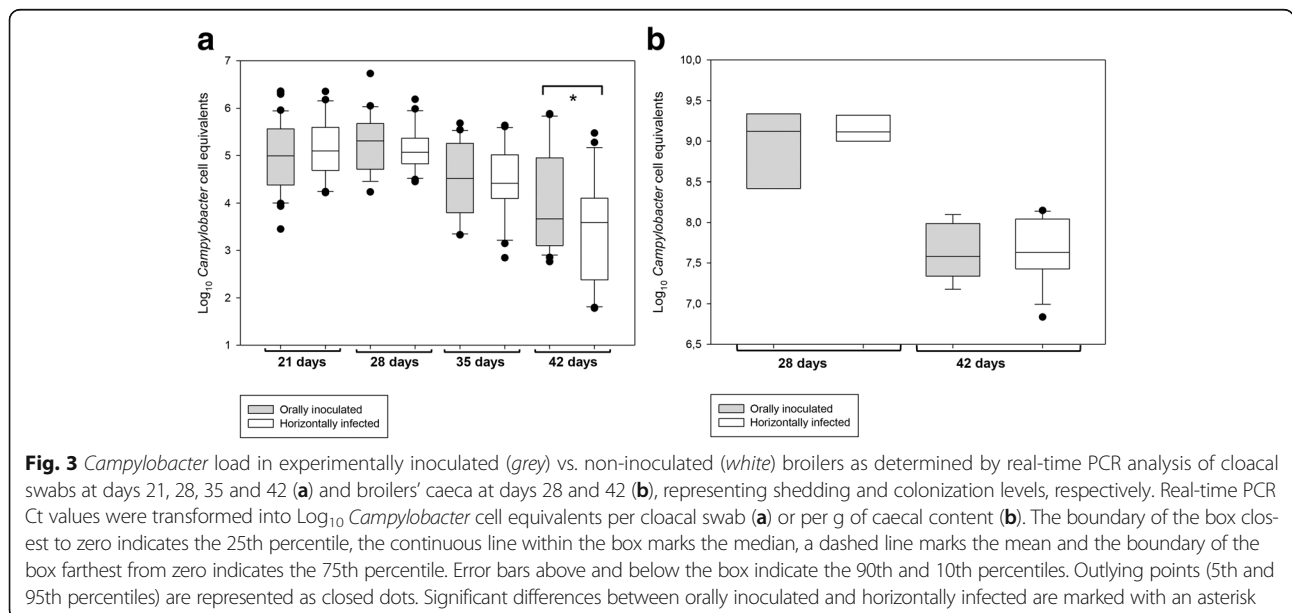 a
b
7
6
5
4
3
2
1
Log10 Campylobacter cell equivalents
*
21 days
28 days
35 days
42 days
Orally inoculated
Horizontally infected
10,0
9,5
9,0
8,5
8,0
7,5
7,0
6,5
Log10 Campylobacter cell equivalents
28 days
42 days
Orally inoculated
Horizontally infected
Fig. 3 Campylobacter load in experimentally inoculated (grey) vs. non-inoculated (white) broilers as determined by real-time PCR analysis of cloacal
swabs at days 21, 28, 35 and 42 (a) and broilers' caeca at days 28 and 42 (b), representing shedding and colonization levels, respectively. Real-time PCR
Ct values were transformed into Log10 Campylobacter cell equivalents per cloacal swab (a) or per g of caecal content (b). The boundary of the box clos-
est to zero indicates the 25th percentile, the continuous line within the box marks the median, a dashed line marks the mean and the boundary of the
box farthest from zero indicates the 75th percentile. Error bars above and below the box indicate the 90th and 10th percentiles. Outlying points (5th and
95th percentiles) are represented as closed dots. Significant differences between orally inoculated and horizontally infected are marked with an asterisk